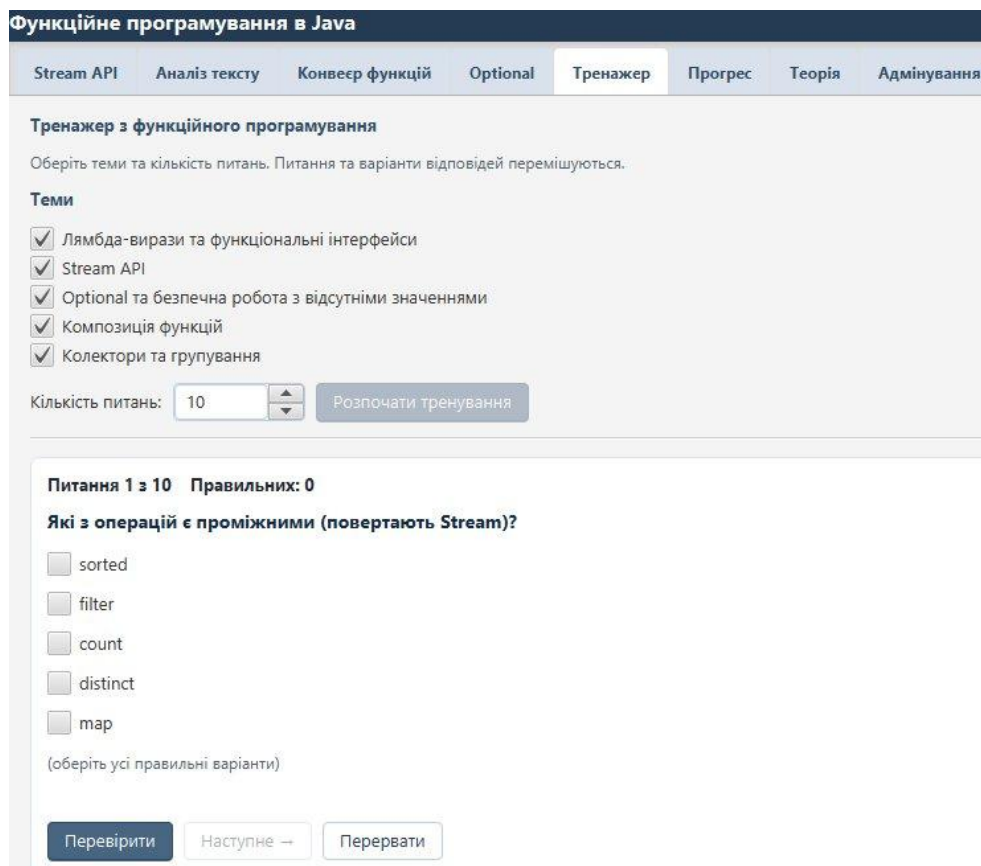 Функційне програмування в Java
Stream API Аналіз тексту Конвеєр функцій Optional Тренажер Прогрес Теорія Адмінування
Тренажер з функційного програмування
Оберіть теми та кількість питань. Питання та варіанти відповідей перемішуються.
Теми
Лямбда-вирази та функціональні інтерфейси
Stream API
Optional та безпечна робота з відсутніми значеннями
Композиція функцій
Колектори та групування
Кількість питань: 10 Розпочати тренування
Питання 1 з 10 Правильних: 0
Які з операцій є проміжними (повертають Stream)?
sorted
filter
count
distinct
map
(оберіть усі правильні варіанти)
Перевірити Наступне → Перервати